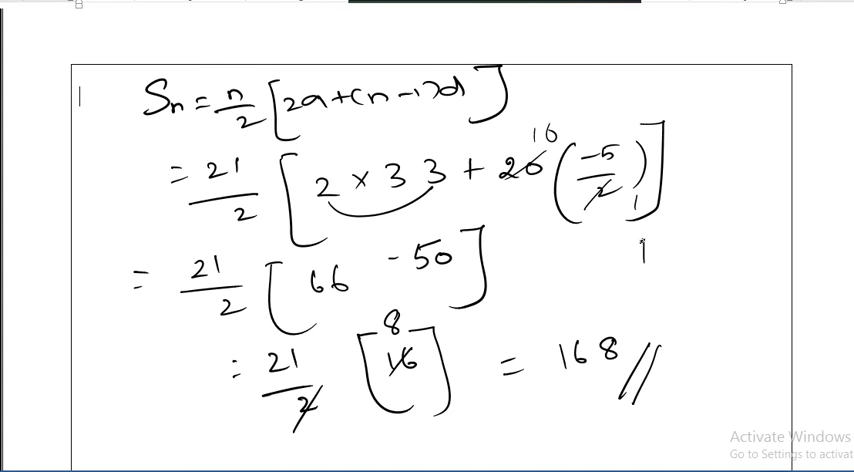 Sn = n/2 [2a+(n-1)d]
= 21/2 [2 × 33 + 20 10 (-5/2 1)]
= 21/2 [66 - 50]
= 21/2 [16 8] = 168 //
Activate Windows
Go to Settings to activat